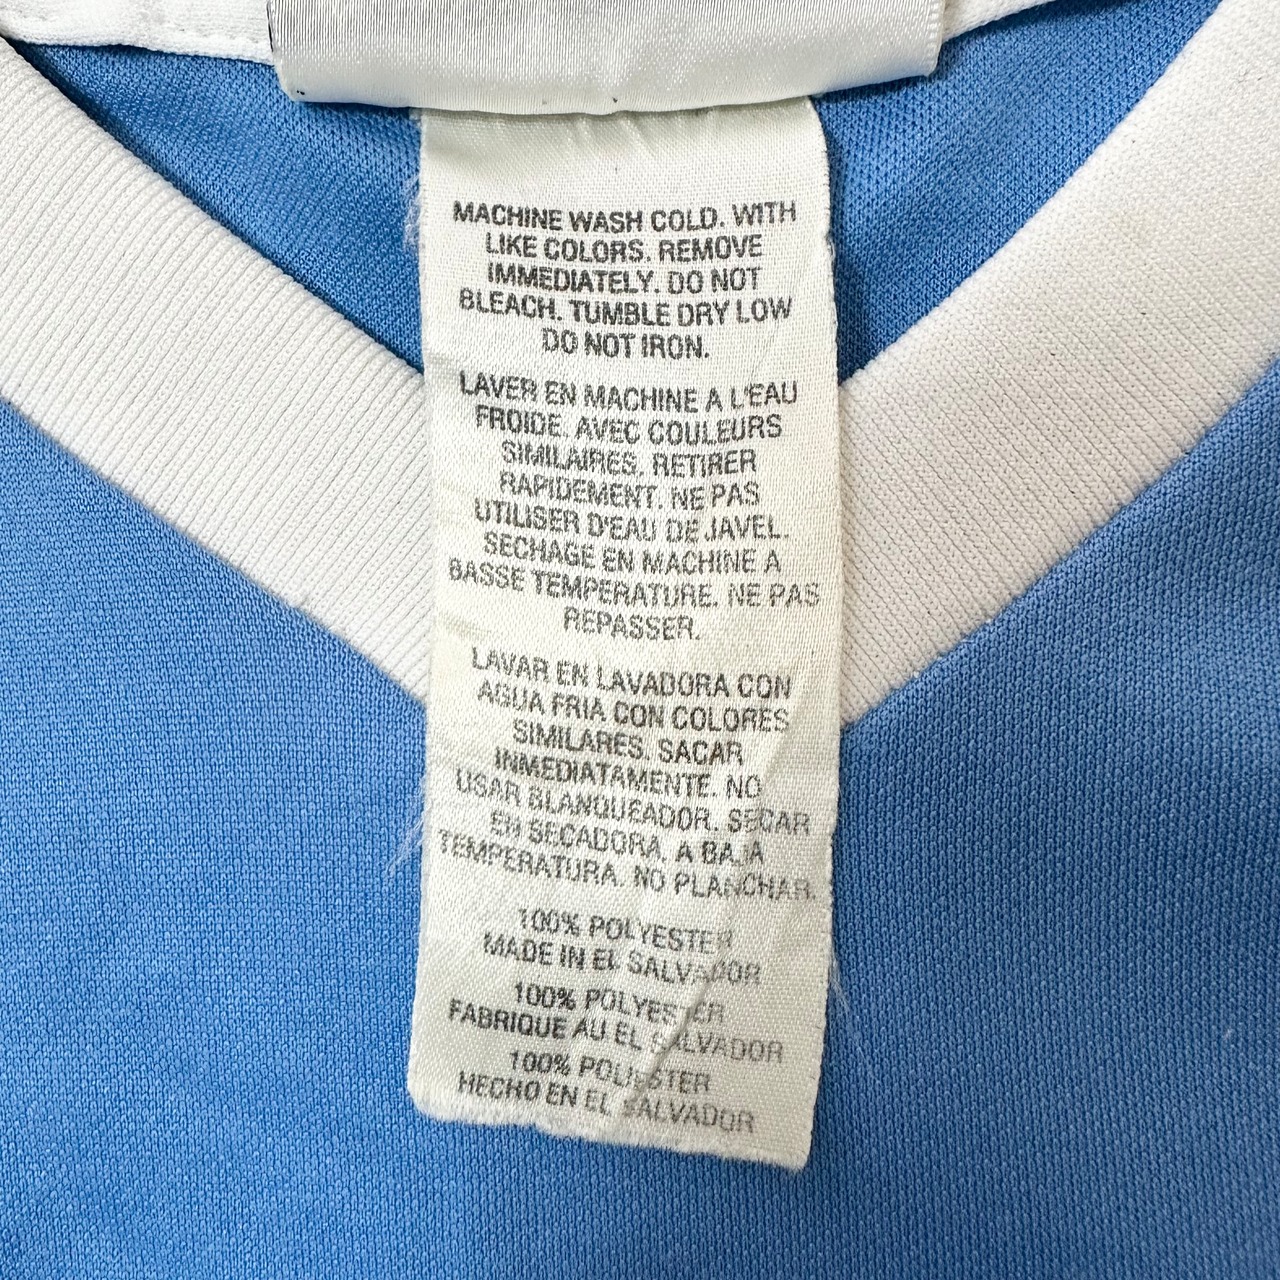 MACHINE WASH COLD. WITH
LIKE COLORS. REMOVE
IMMEDIATELY. DO NOT
BLEACH. TUMBLE DRY LOW
DO NOT IRON.
LAVER EN MACHINE A L'EAU
FROIDE. AVEC COULEURS
SIMILAIRES. RETIRER
RAPIDEMENT. NE PAS
UTILISER D'EAU DE JAVEL.
SECHAGE EN MACHINE A
BASSE TEMPERATURE. NE PAS
REPASSER.
LAVAR EN LAVADORA CON
AGUA FRIA CON COLORES
SIMILARES. SACAR
INMEDIATAMENTE. NO
USAR BLANQUEADOR. SECAR
EN SECADORA. A BAJA
TEMPERATURA. NO PLANCHAR.
100% POLYESTER
MADE IN EL SALVADOR
100% POLYESTER
FABRIQUE AU EL SALVADOR
100% POLIESTER
HECHO EN EL SALVADOR